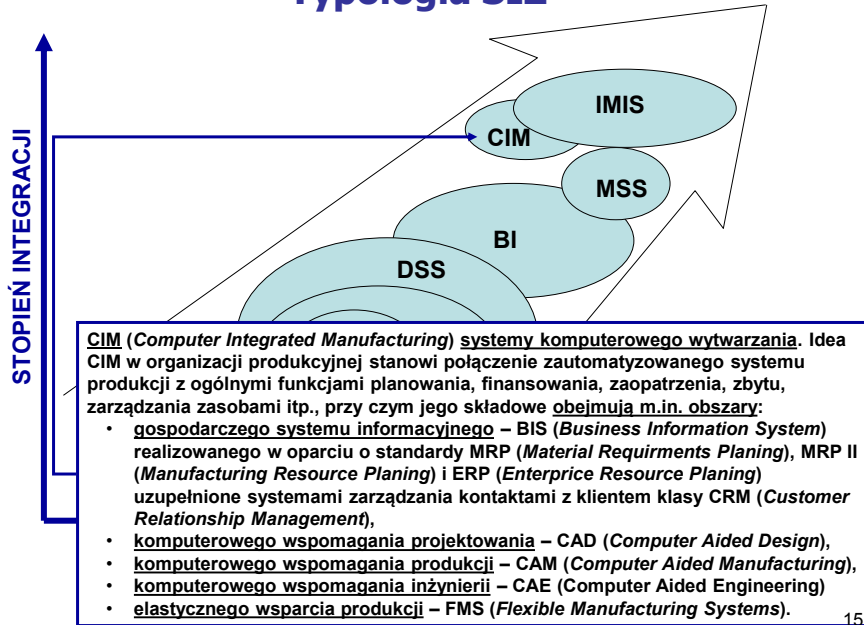 Typologia SIZ
STOPIEŃ INTEGRACJI
IMIS
CIM
MSS
BI
DSS
CIM (Computer Integrated Manufacturing) systemy komputerowego wytwarzania. Idea
CIM w organizacji produkcyjnej stanowi połączenie zautomatyzowanego systemu
produkcji z ogólnymi funkcjami planowania, finansowania, zaopatrzenia, zbytu,
zarządzania zasobami itp., przy czym jego składowe obejmują m.in. obszary:
• gospodarczego systemu informacyjnego – BIS (Business Information System)
realizowanego w oparciu o standardy MRP (Material Requirments Planing), MRP II
(Manufacturing Resource Planing) i ERP (Enterprice Resource Planing)
uzupełnione systemami zarządzania kontaktami z klientem klasy CRM (Customer
Relationship Management),
• komputerowego wspomagania projektowania – CAD (Computer Aided Design),
• komputerowego wspomagania produkcji – CAM (Computer Aided Manufacturing),
• komputerowego wspomagania inżynierii – CAE (Computer Aided Engineering)
• elastycznego wsparcia produkcji – FMS (Flexible Manufacturing Systems).
15